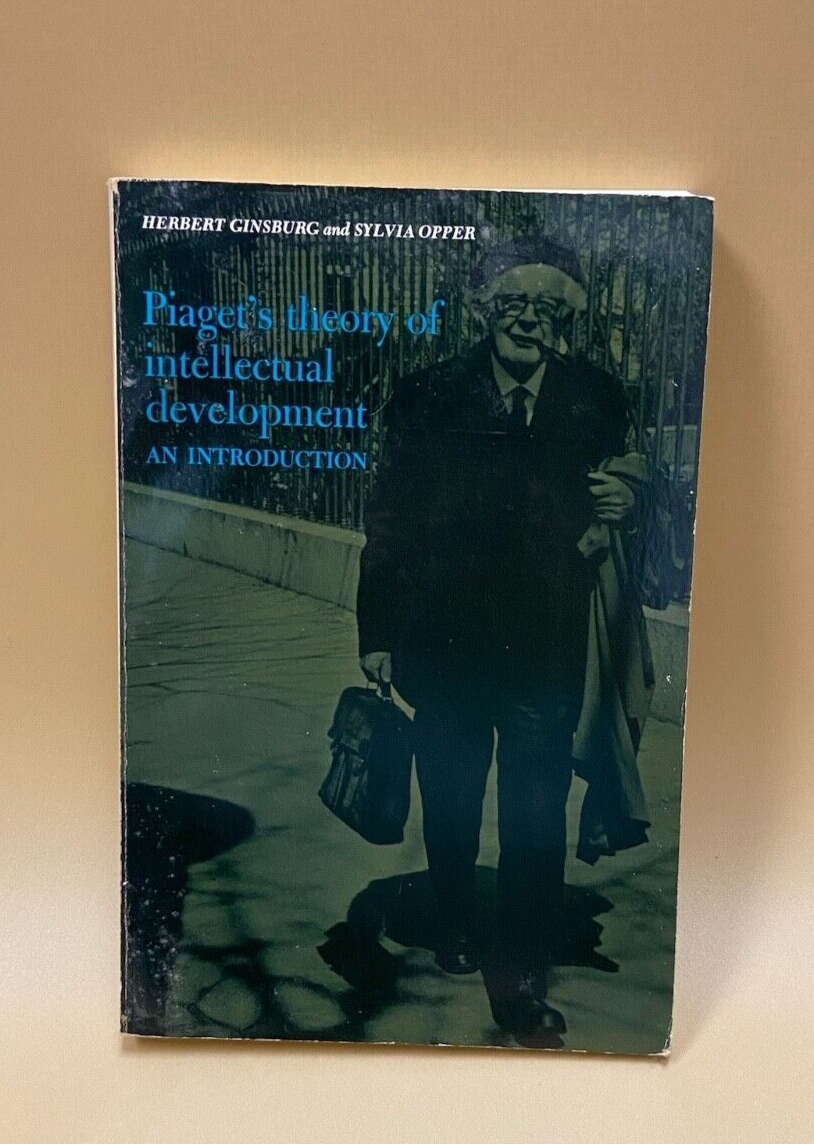 HERBERT GINSBURG and SYLVIA OPPER
Piaget's theory of
intellectual
development
AN INTRODUCTION